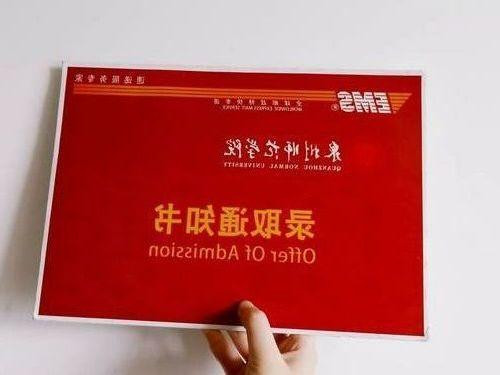 EMS®
速递服务专家
全球邮政特快专递
WORLDWIDE EXPRESS MAIL SERVICE
泉州师范学院
QUANZHOU NORMAL UNIVERSITY
录取通知书
Offer Of Admission